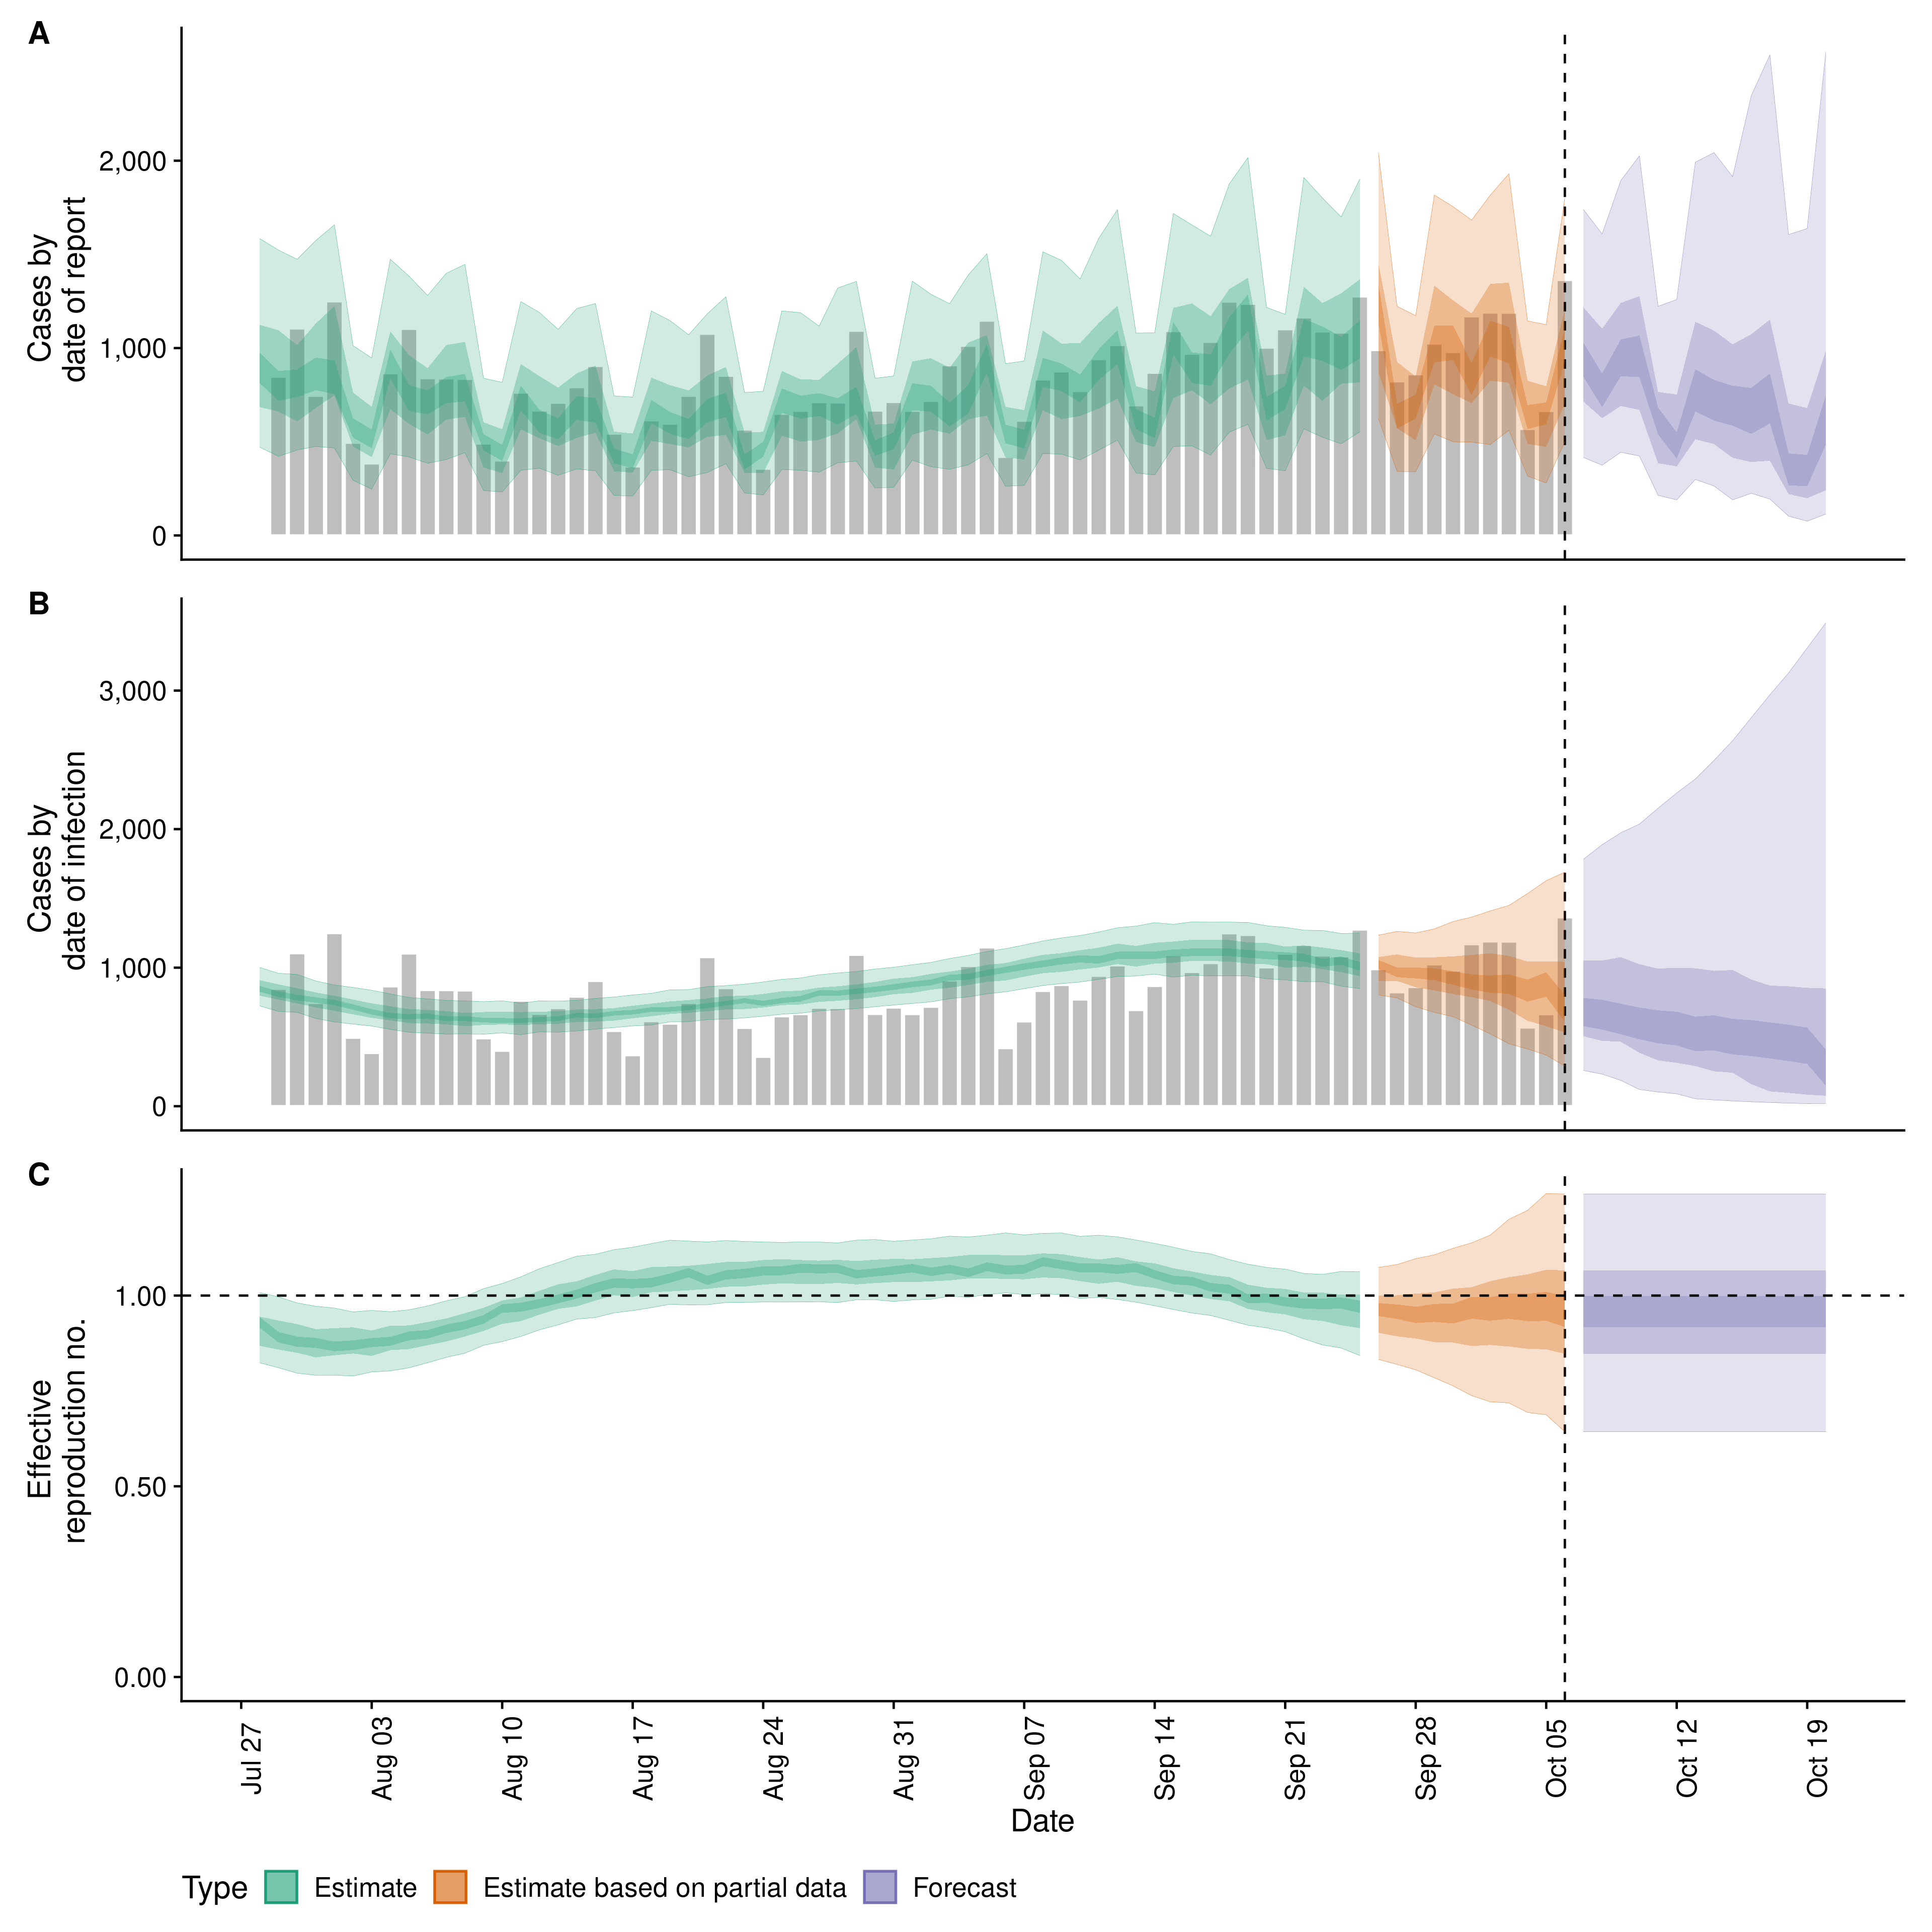 A
Cases by
date of report
2,000
1,000
0
B
Cases by
date of infection
3,000
2,000
1,000
0
C
Effective
reproduction no.
1.00
0.50
0.00
Jul 27
Aug 03
Aug 10
Aug 17
Aug 24
Aug 31
Sep 07
Sep 14
Sep 21
Sep 28
Oct 05
Oct 12
Oct 19
Date
Type Estimate Estimate based on partial data Forecast